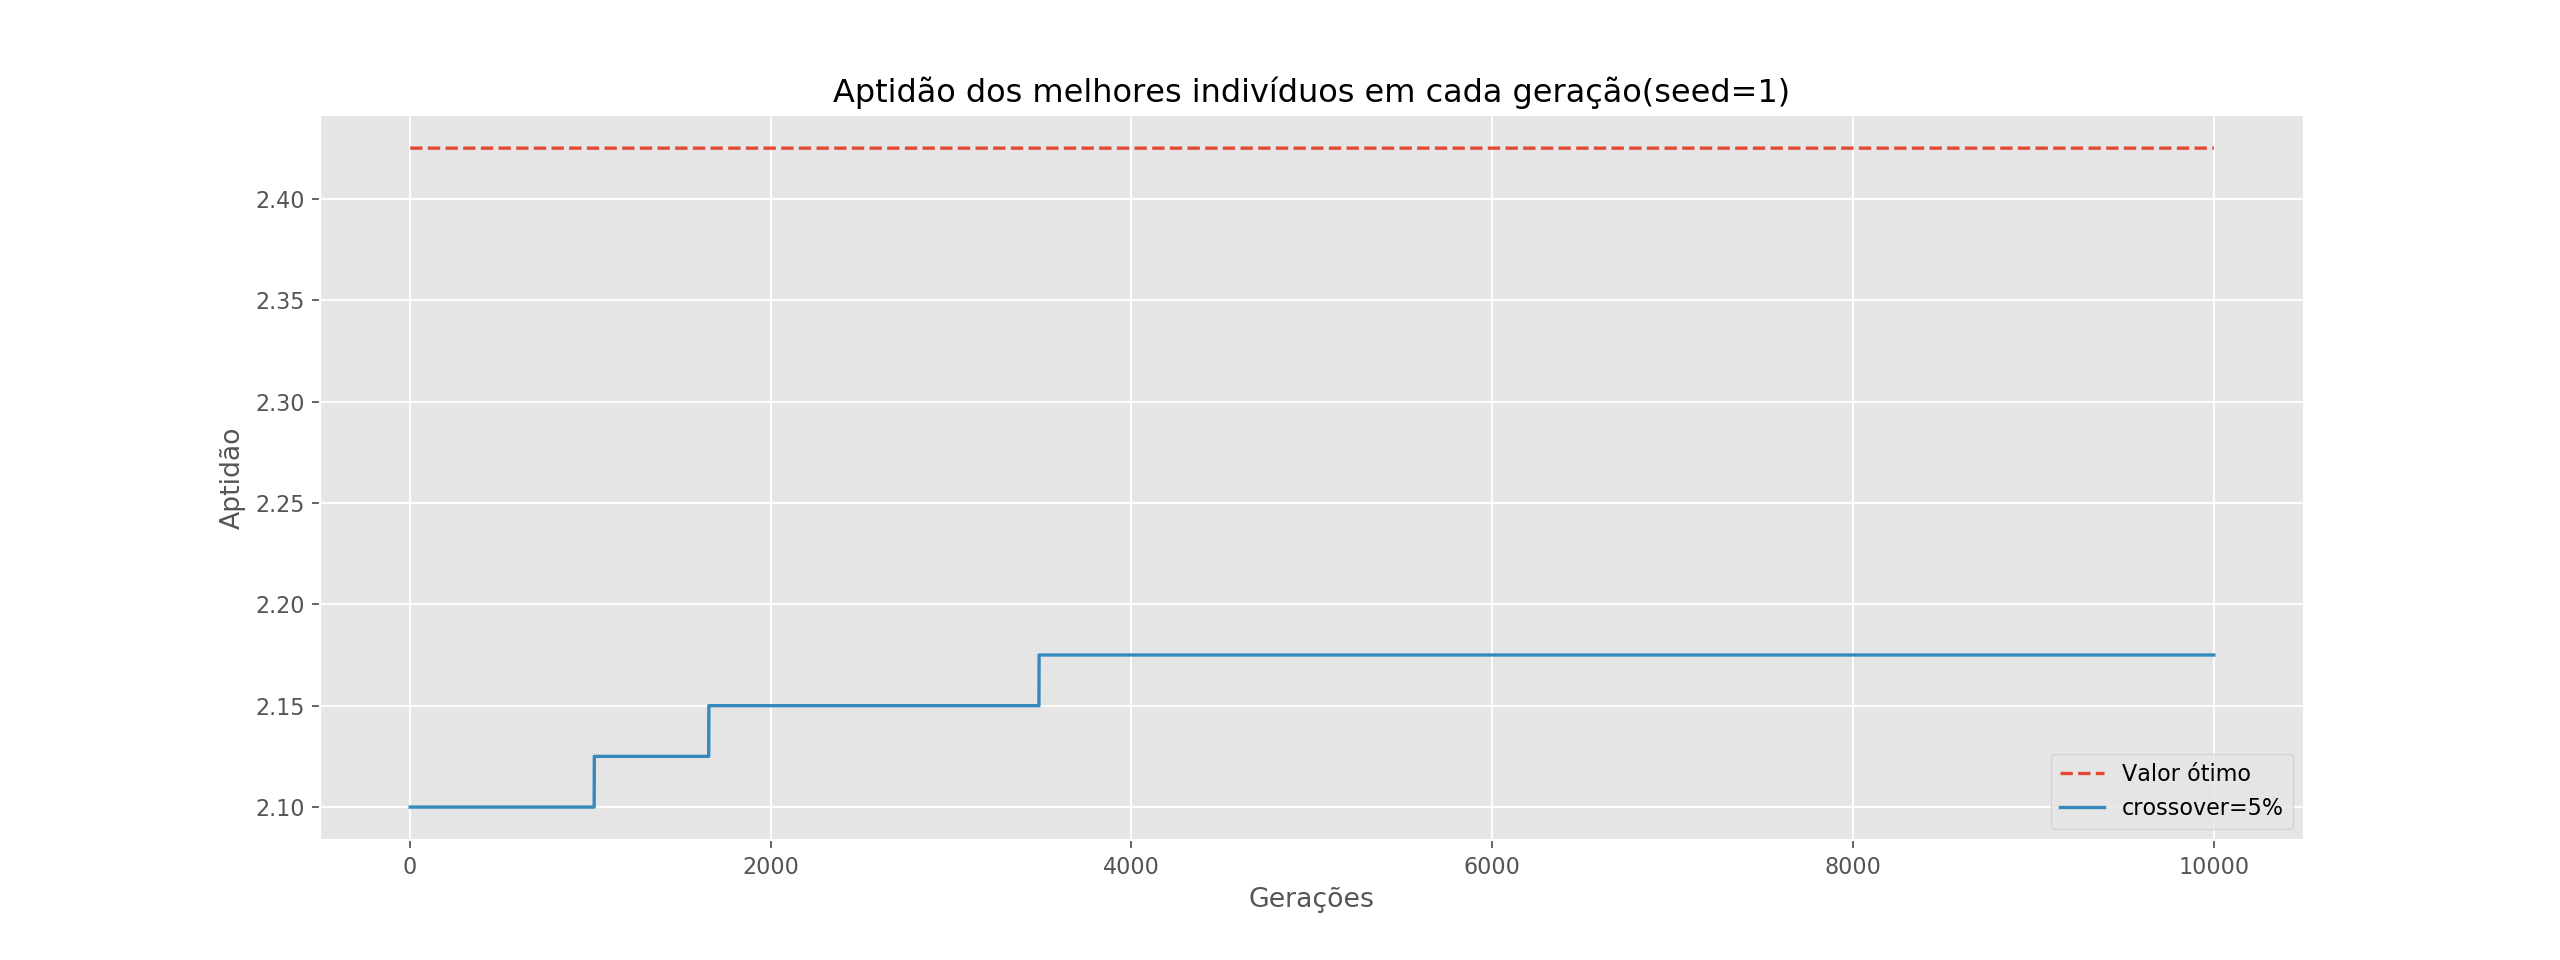 Aptidão dos melhores indivíduos em cada geração(seed=1)
Aptidão
2.40
2.35
2.30
2.25
2.20
2.15
2.10
Valor ótimo
crossover=5%
0 2000 4000 6000 8000 10000
Gerações